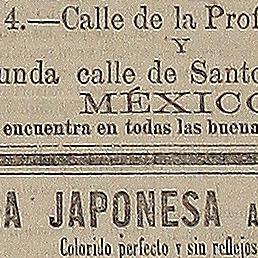 4.—Calle de la Prof
Y
unda calle de Santo
MÉXICO
encuentra en todas las buena
A JAPONESA A
Colorido perfecto y sin reflejos